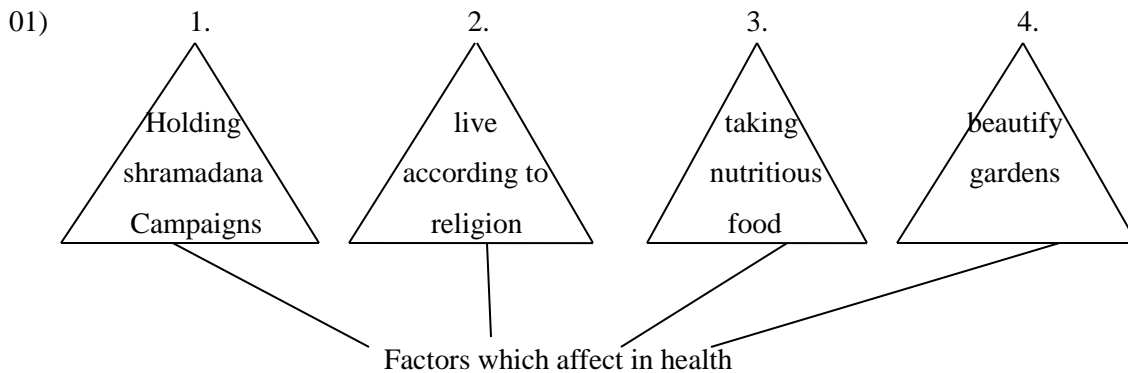 01) 1. 2. 3. 4.
Holding live taking beautify
shramadana according to nutritious gardens
Campaigns religion food
Factors which affect in health